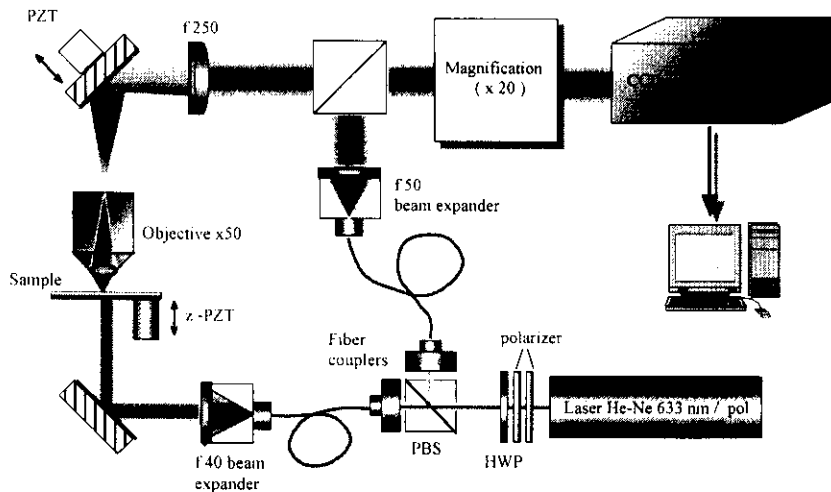 PZT
f 250
Magnification
( x 20 )
f 50
beam expander
Objective x50
Sample
z -PZT
Fiber
couplers
polarizer
Laser He-Ne 633 nm / pol
PBS
HWP
f 40 beam
expander